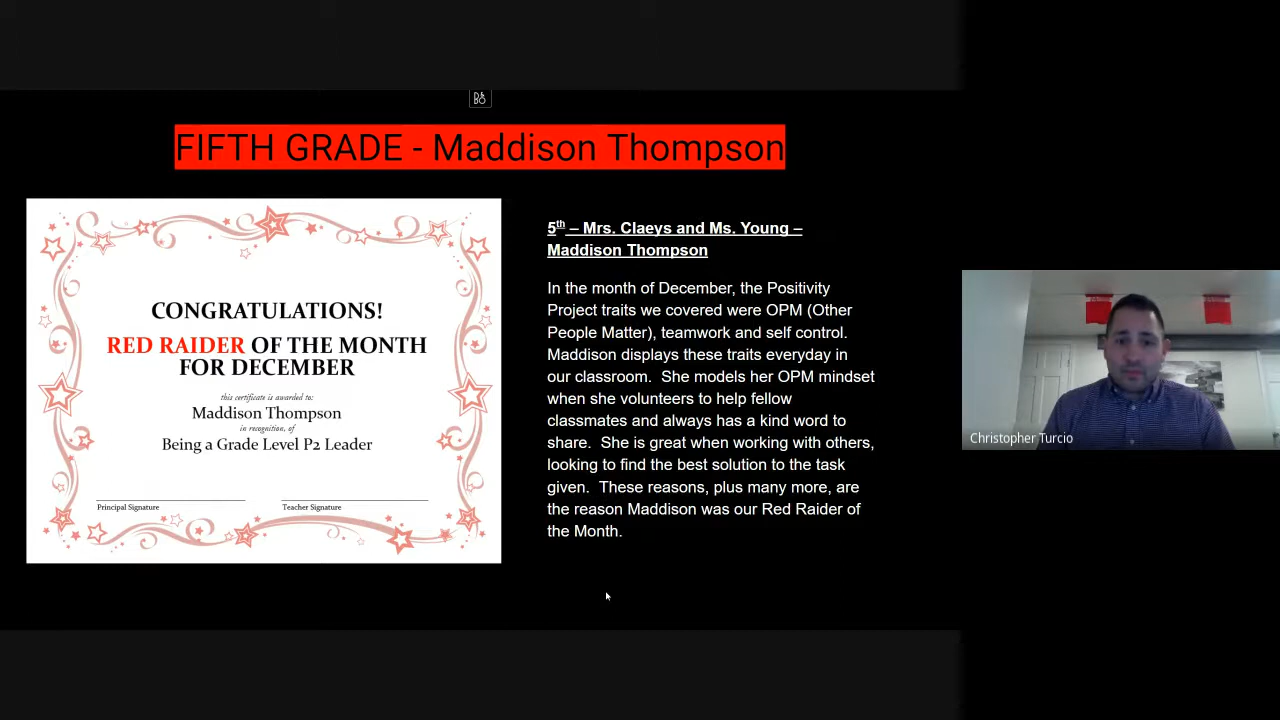 FIFTH GRADE - Maddison Thompson
CONGRATULATIONS!
RED RAIDER OF THE MONTH
FOR DECEMBER
this certificate is awarded to:
Maddison Thompson
in recognition, of
Being a Grade Level P2 Leader
Principal Signature
Teacher Signature
5th – Mrs. Claeys and Ms. Young –
Maddison Thompson
In the month of December, the Positivity
Project traits we covered were OPM (Other
People Matter), teamwork and self control.
Maddison displays these traits everyday in
our classroom.  She models her OPM mindset
when she volunteers to help fellow
classmates and always has a kind word to
share.  She is great when working with others,
looking to find the best solution to the task
given.  These reasons, plus many more, are
the reason Maddison was our Red Raider of
the Month.
Christopher Turcio